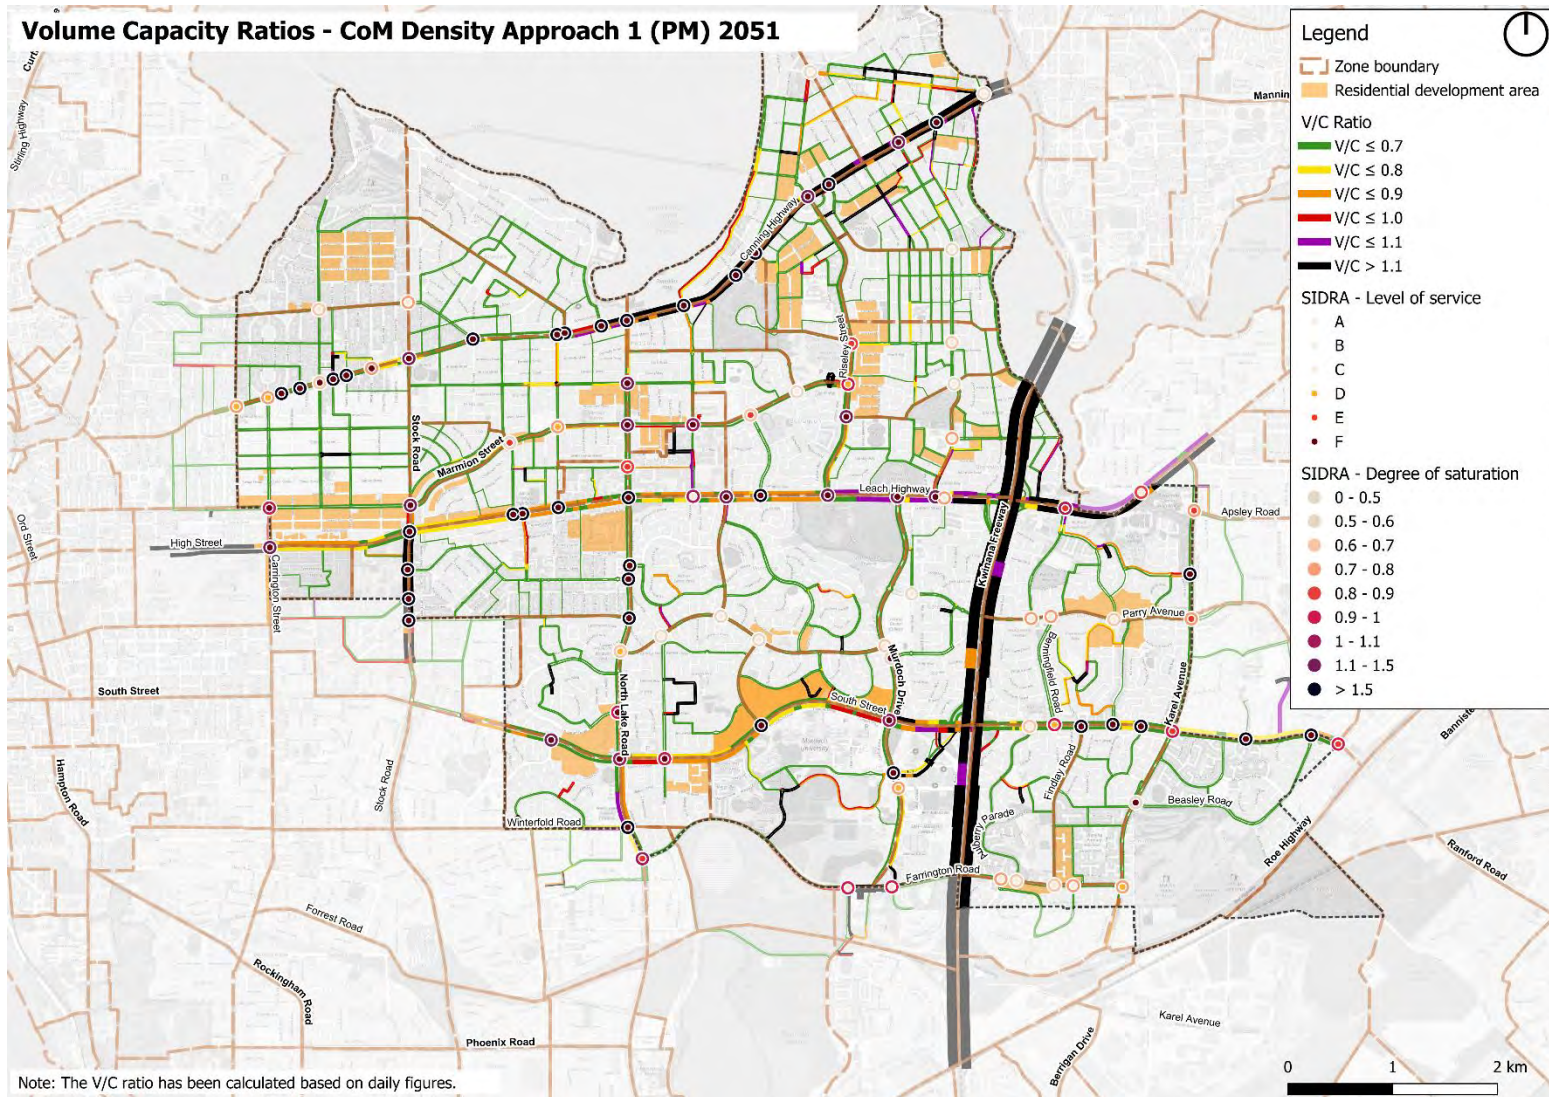 Volume Capacity Ratios - CoM Density Approach 1 (PM) 2051
Legend
Zone boundary
Residential development area
V/C Ratio
V/C ≤ 0.7
V/C ≤ 0.8
V/C ≤ 0.9
V/C ≤ 1.0
V/C ≤ 1.1
V/C > 1.1
SIDRA - Level of service
A
B
C
D
E
F
SIDRA - Degree of saturation
0 - 0.5
0.5 - 0.6
0.6 - 0.7
0.7 - 0.8
0.8 - 0.9
0.9 - 1
1 - 1.1
1.1 - 1.5
> 1.5
Stirling Highway
Canning Highway
Riseley Street
Stock Road
Marmion Street
Leach Highway
High Street
Ord Street
Carrington Street
Kwinana Freeway
Apsley Road
Parry Avenue
Benningfield Road
Karel Avenue
Murdoch Drive
South Street
South Street
North Lake Road
Stock Road
Hampton Road
Winterfold Road
Findlay Road
Beasley Road
Farrington Road
Roe Highway
Ranford Road
Forrest Road
Rockingham Road
Phoenix Road
Karel Avenue
Berrigan Drive
0 1 2 km
Note: The V/C ratio has been calculated based on daily figures.